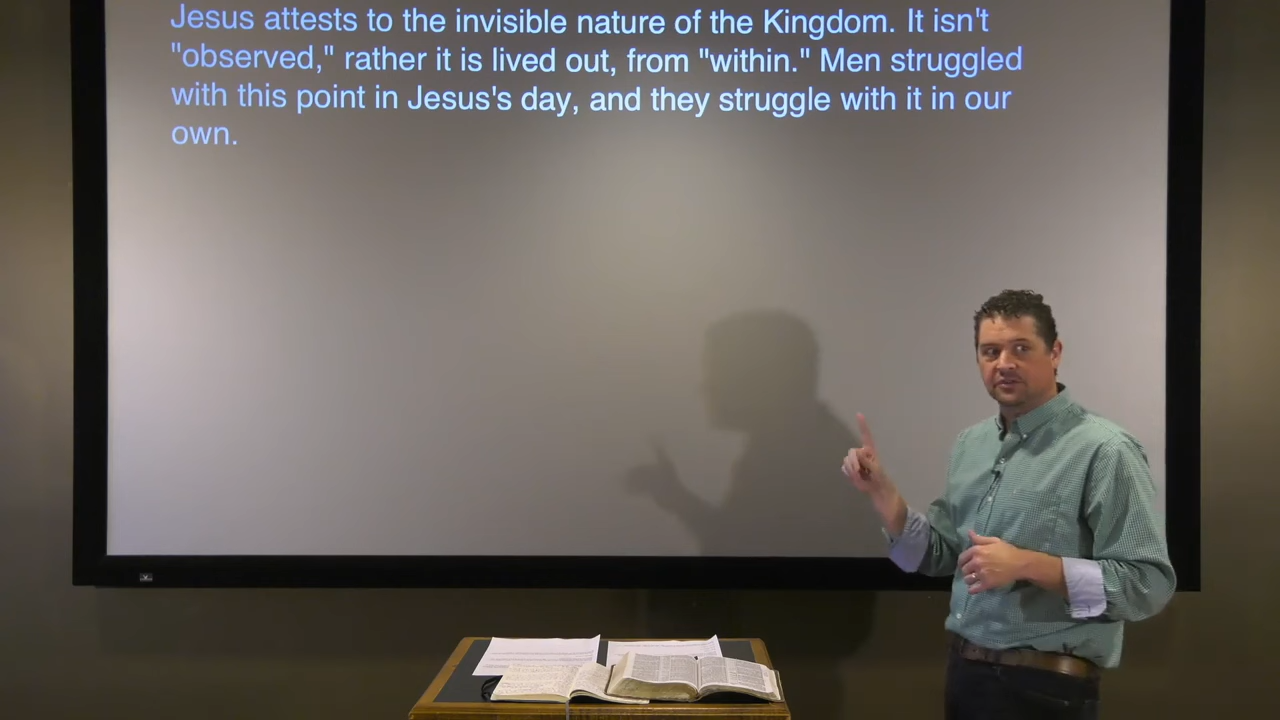 Jesus attests to the invisible nature of the Kingdom. It isn't
"observed," rather it is lived out, from "within." Men struggled
with this point in Jesus's day, and they struggle with it in our
own.